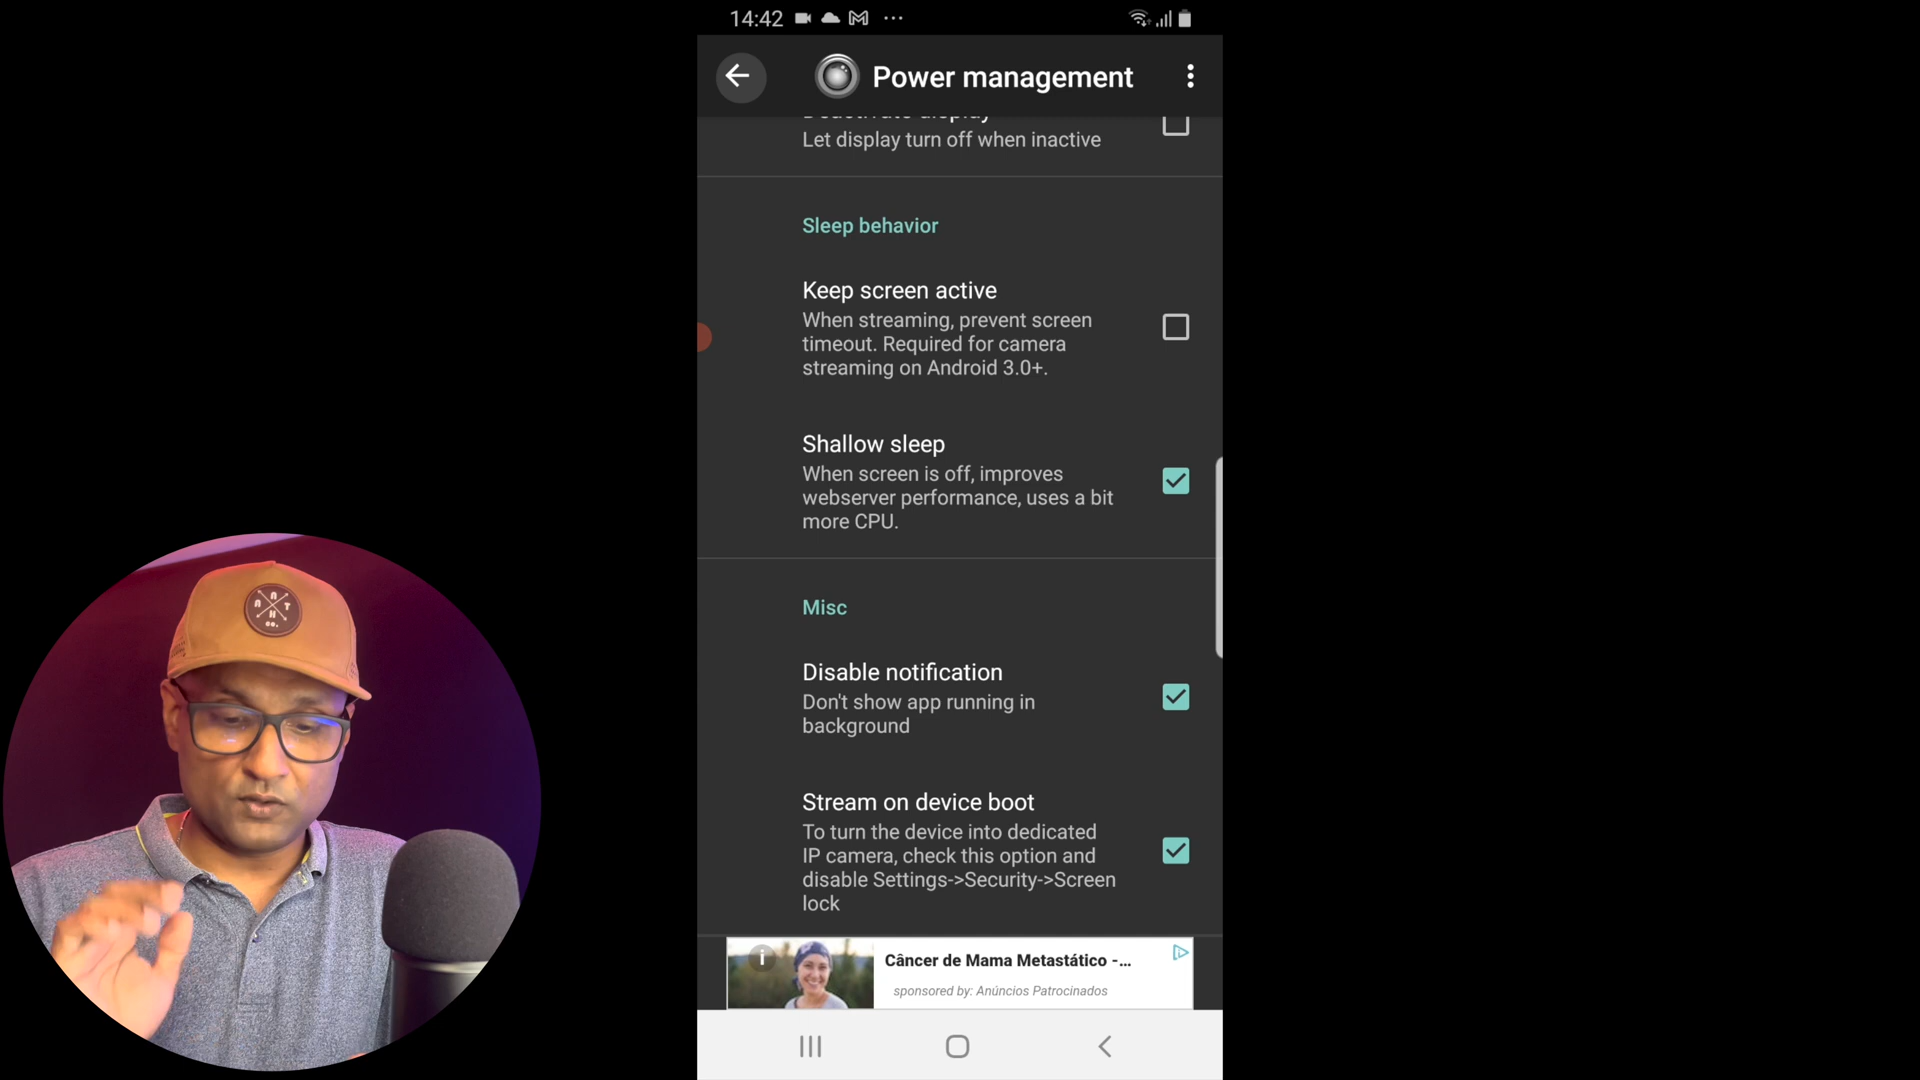 14:42
Power management
Deactivate display
Let display turn off when inactive
Sleep behavior
Keep screen active
When streaming, prevent screen
timeout. Required for camera
streaming on Android 3.0+.
Shallow sleep
When screen is off, improves
webserver performance, uses a bit
more CPU.
Misc
Disable notification
Don't show app running in
background
Stream on device boot
To turn the device into dedicated
IP camera, check this option and
disable Settings->Security->Screen
lock
Câncer de Mama Metastático -...
sponsored by: Anúncios Patrocinados
N
A T
H
co.